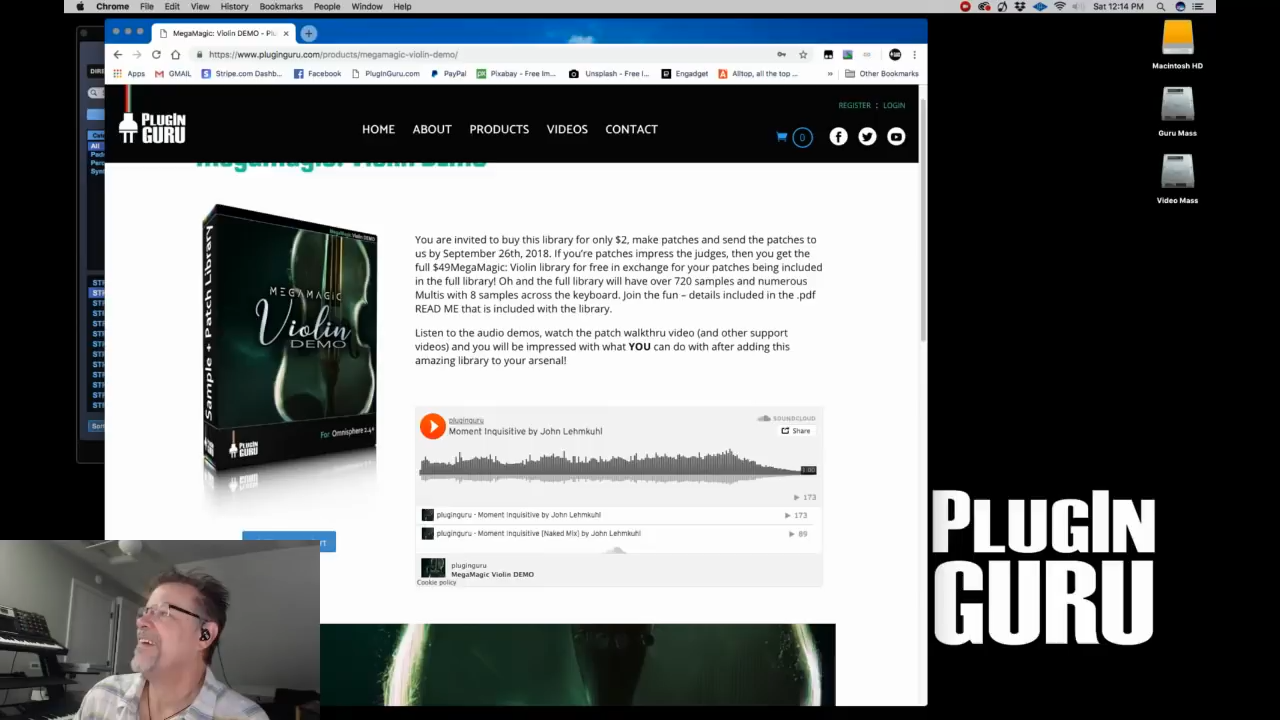 Chrome File Edit View History Bookmarks People Window Help Sat 12:14 PM
MegaMagic: Violin DEMO - Plu
https://www.pluginguru.com/products/megamagic-violin-demo/
Apps GMAIL Stripe.com Dashb... Facebook PlugInGuru.com PayPal Pixabay - Free Im... Unsplash - Free I... Engadget Alltop, all the top ... » Other Bookmarks
REGISTER : LOGIN
PLUGIN
GURU
HOME ABOUT PRODUCTS VIDEOS CONTACT
0
MegaMagic: Violin Demo
You are invited to buy this library for only $2, make patches and send the patches to
us by September 26th, 2018. If you're patches impress the judges, then you get the
full $49MegaMagic: Violin library for free in exchange for your patches being included
in the full library! Oh and the full library will have over 720 samples and numerous
Multis with 8 samples across the keyboard. Join the fun – details included in the .pdf
READ ME that is included with the library.
Listen to the audio demos, watch the patch walkthru video (and other support
videos) and you will be impressed with what YOU can do with after adding this
amazing library to your arsenal!
MegaMagic Violin DEMO
Sample + Patch Library
MEGAMAGIC
Violin
DEMO
PLUGIN
GURU
For Omnisphere 2.4+
pluginguru
Moment Inquisitive by John Lehmkuhl
SOUNDCLOUD
Share
1:00
173
pluginguru - Moment Inquisitive by John Lehmkuhl 173
pluginguru - Moment Inquisitive (Naked Mix) by John Lehmkuhl 89
pluginguru
MegaMagic Violin DEMO
Cookie policy
Macintosh HD
Guru Mass
Video Mass
PLUGIN
GURU
DIRE
All